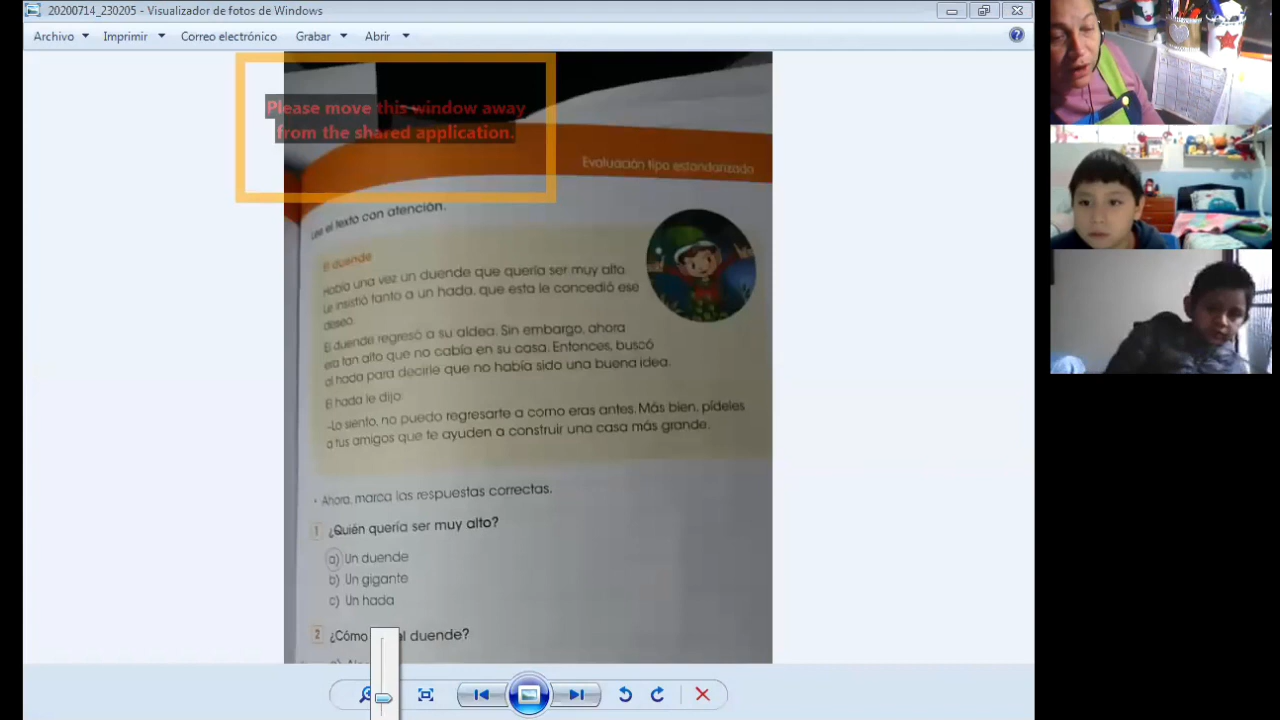 20200714_230205 - Visualizador de fotos de Windows
Archivo Imprimir Correo electrónico Grabar Abrir
Please move this window away
from the shared application.
Evaluación tipo estandarizado
Lee el texto con atención.
El duende
Había una vez un duende que quería ser muy alto.
Le insistió tanto a un hada, que esta le concedió ese
deseo.
El duende regresó a su aldea. Sin embargo, ahora
era tan alto que no cabía en su casa. Entonces, buscó
al hada para decirle que no había sido una buena idea.
El hada le dijo:
-Lo siento, no puedo regresarte a como eras antes. Más bien, pídeles
a tus amigos que te ayuden a construir una casa más grande.
• Ahora, marca las respuestas correctas.
1 ¿Quién quería ser muy alto?
a) Un duende
b) Un gigante
c) Un hada
2 ¿Cómo duende?